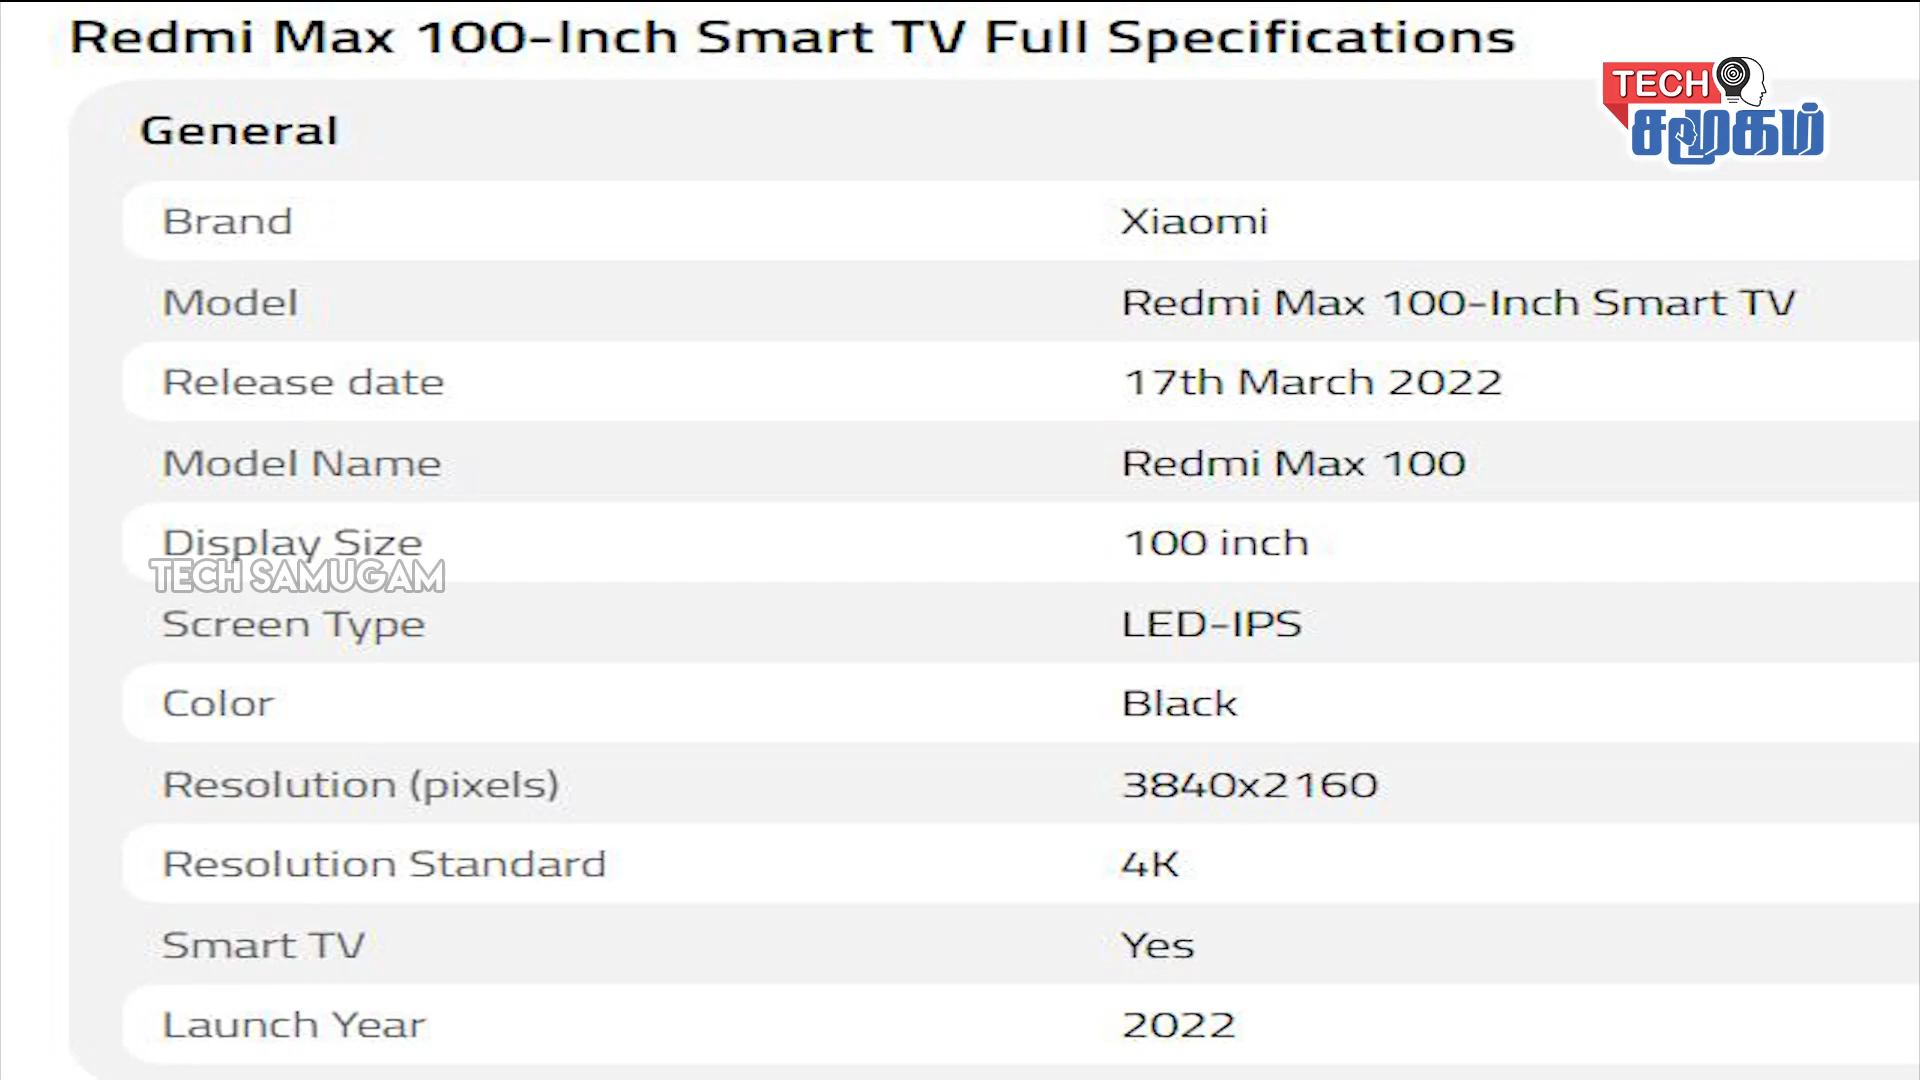 Redmi Max 100-Inch Smart TV Full Specifications
TECH
சமூகம்
General
Brand Xiaomi
Model Redmi Max 100-Inch Smart TV
Release date 17th March 2022
Model Name Redmi Max 100
Display Size 100 inch
TECH SAMUGAM
Screen Type LED-IPS
Color Black
Resolution (pixels) 3840x2160
Resolution Standard 4K
Smart TV Yes
Launch Year 2022